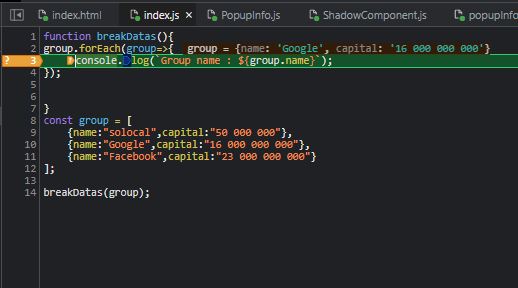 index.html index.js × PopupInfo.js ShadowComponent.js popupinfo
1 function breakDatas(){
2 group.forEach(group=>{ group = {name: 'Google', capital: '16 000 000 000'}
? 3 console.log(`Group name : ${group.name}`);
4 });
5
6
7 }
8 const group = [
9 {name:"solocal",capital:"50 000 000"},
10 {name:"Google",capital:"16 000 000 000"},
11 {name:"Facebook",capital:"23 000 000 000"}
12 ];
13
14 breakDatas(group);